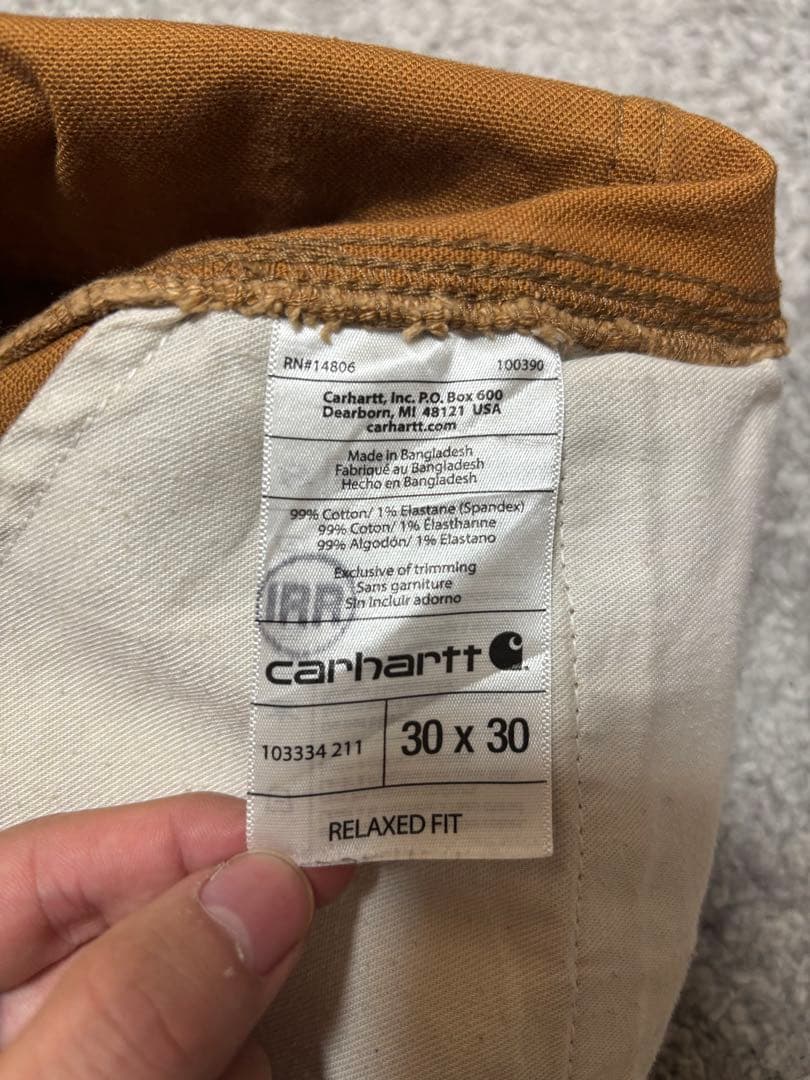 RN#14806 100390
Carhartt, Inc. P.O. Box 600
Dearborn, MI 48121 USA
carhartt.com
Made in Bangladesh
Fabriqué au Bangladesh
Hecho en Bangladesh
99% Cotton/ 1% Elastane (Spandex)
99% Coton/ 1% Élasthanne
99% Algodón/ 1% Elastano
Exclusive of trimming
Sans garniture
Sin Incluir adorno
IRR
carhartt
103334 211 30 x 30
RELAXED FIT